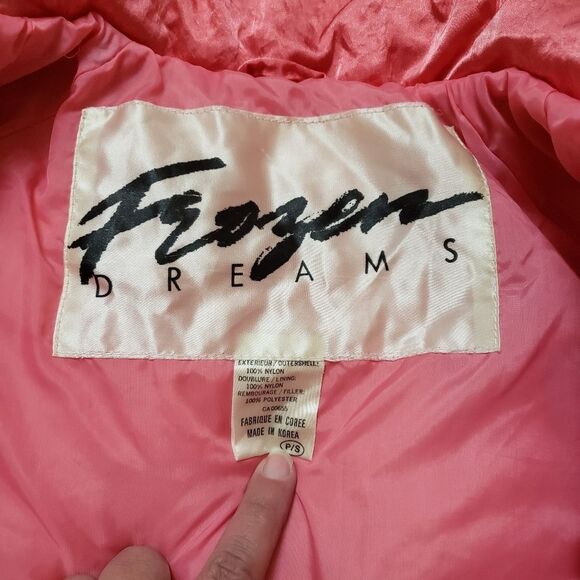 Frozen
DREAMS
EXTERIEUR/OUTERSHELL:
100% NYLON
DOUBLURE/LINING:
100% NYLON
REMBOURRAGE/FILLER:
100% POLYESTER
CA00655
FABRIQUE EN COREE
MADE IN KOREA
P/S